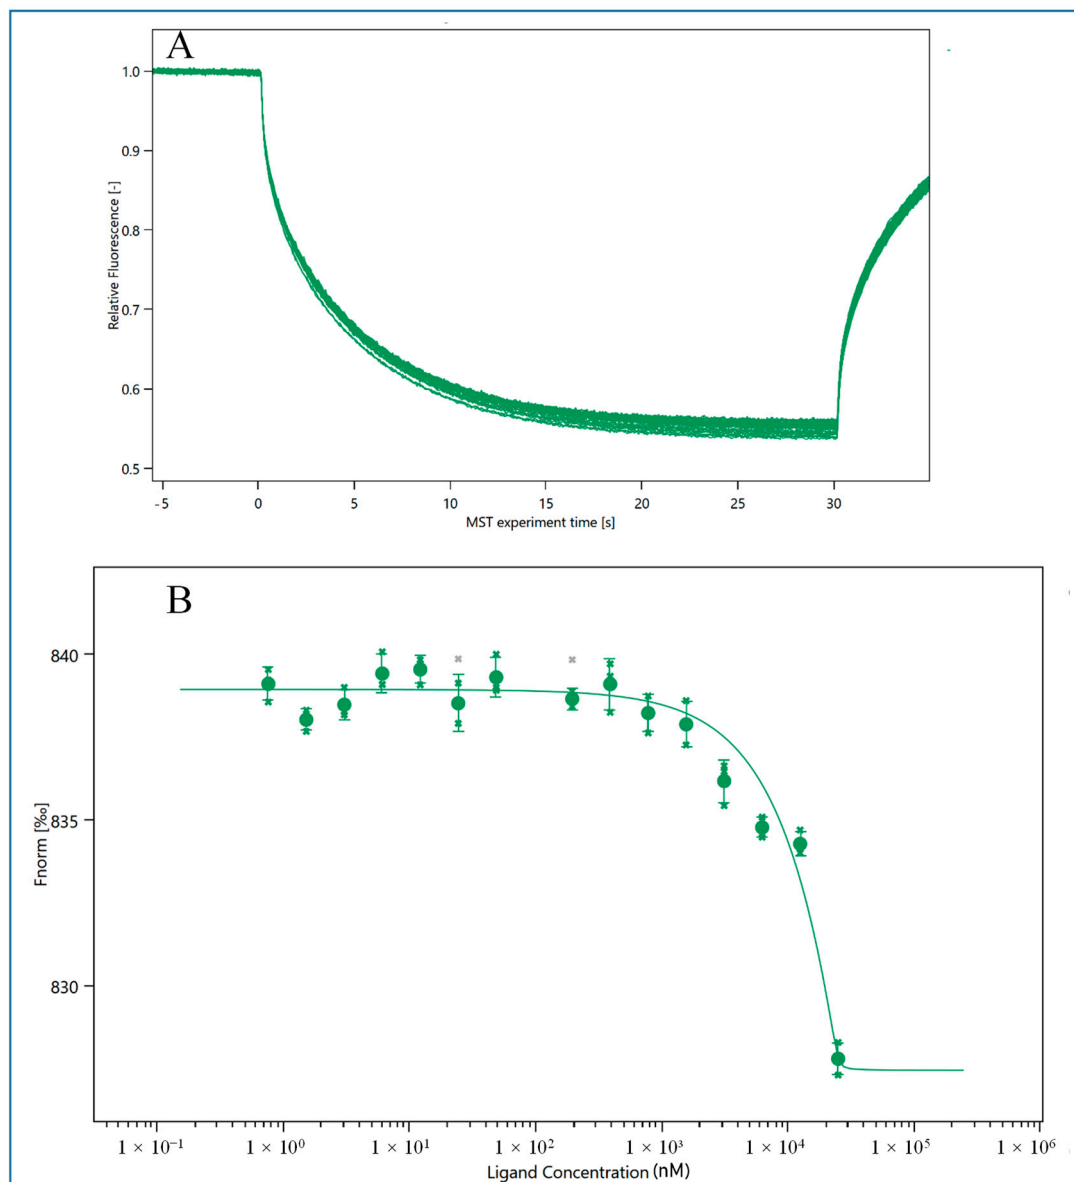 A
1.0
0.9
0.8
0.7
0.6
0.5
Relative Fluorescence [-]
-5 0 5 10 15 20 25 30
MST experiment time [s]
B
840
835
830
Fnorm [‰]
1 × 10⁻¹ 1 × 10⁰ 1 × 10¹ 1 × 10² 1 × 10³ 1 × 10⁴ 1 × 10⁵ 1 × 10⁶
Ligand Concentration (nM)